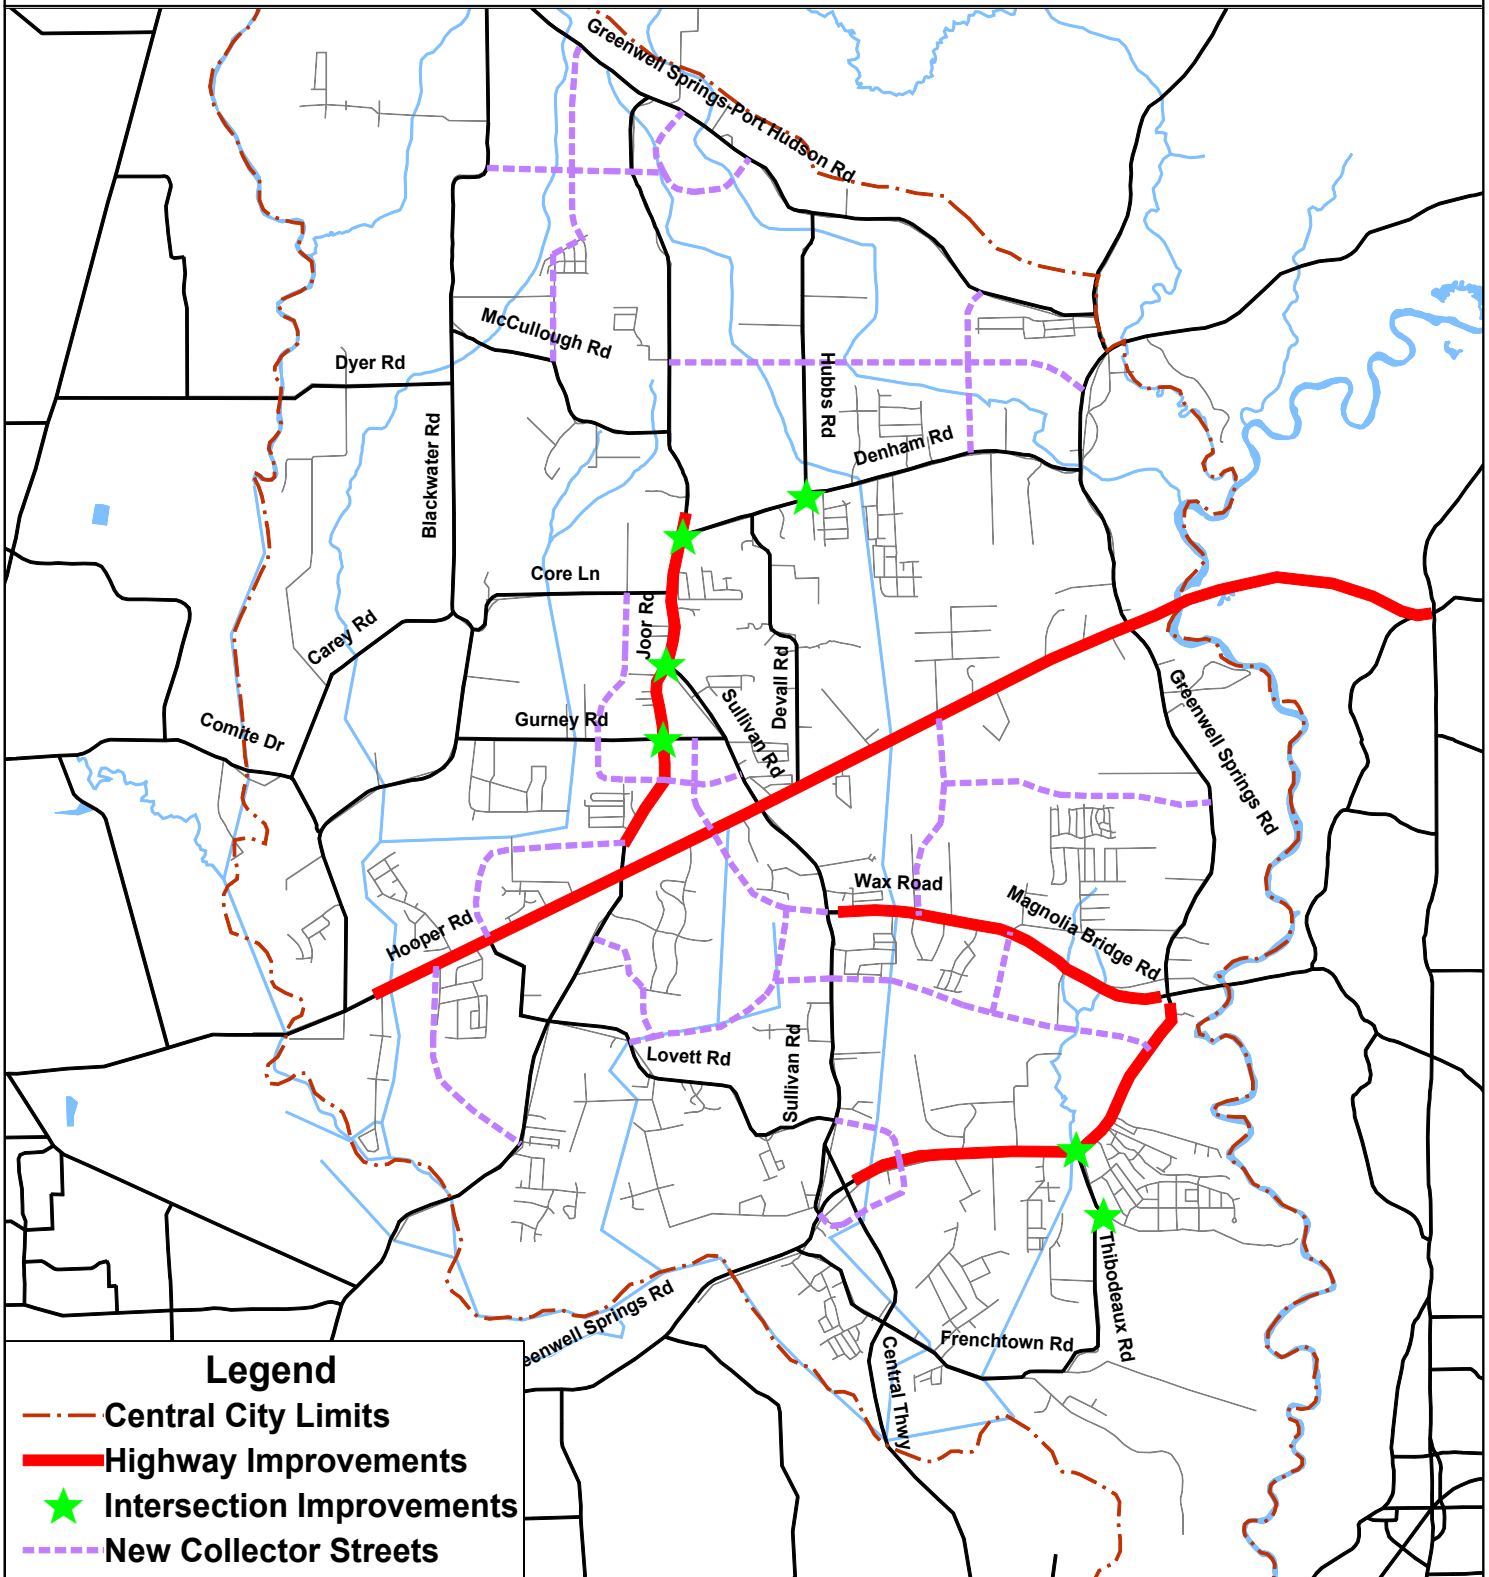 Greenwell Springs-Port Hudson Rd
McCullough Rd
Dyer Rd
Hubbs Rd
Blackwater Rd
Denham Rd
Core Ln
Joor Rd
Carey Rd
Devall Rd
Sullivan Rd
Greenwell Springs Rd
Comite Dr
Gurney Rd
Wax Road
Magnolia Bridge Rd
Hooper Rd
Lovett Rd
Sullivan Rd
Thibodeaux Rd
eenwell Springs Rd
Frenchtown Rd
Central Thwy
Legend
Central City Limits
Highway Improvements
Intersection Improvements
New Collector Streets